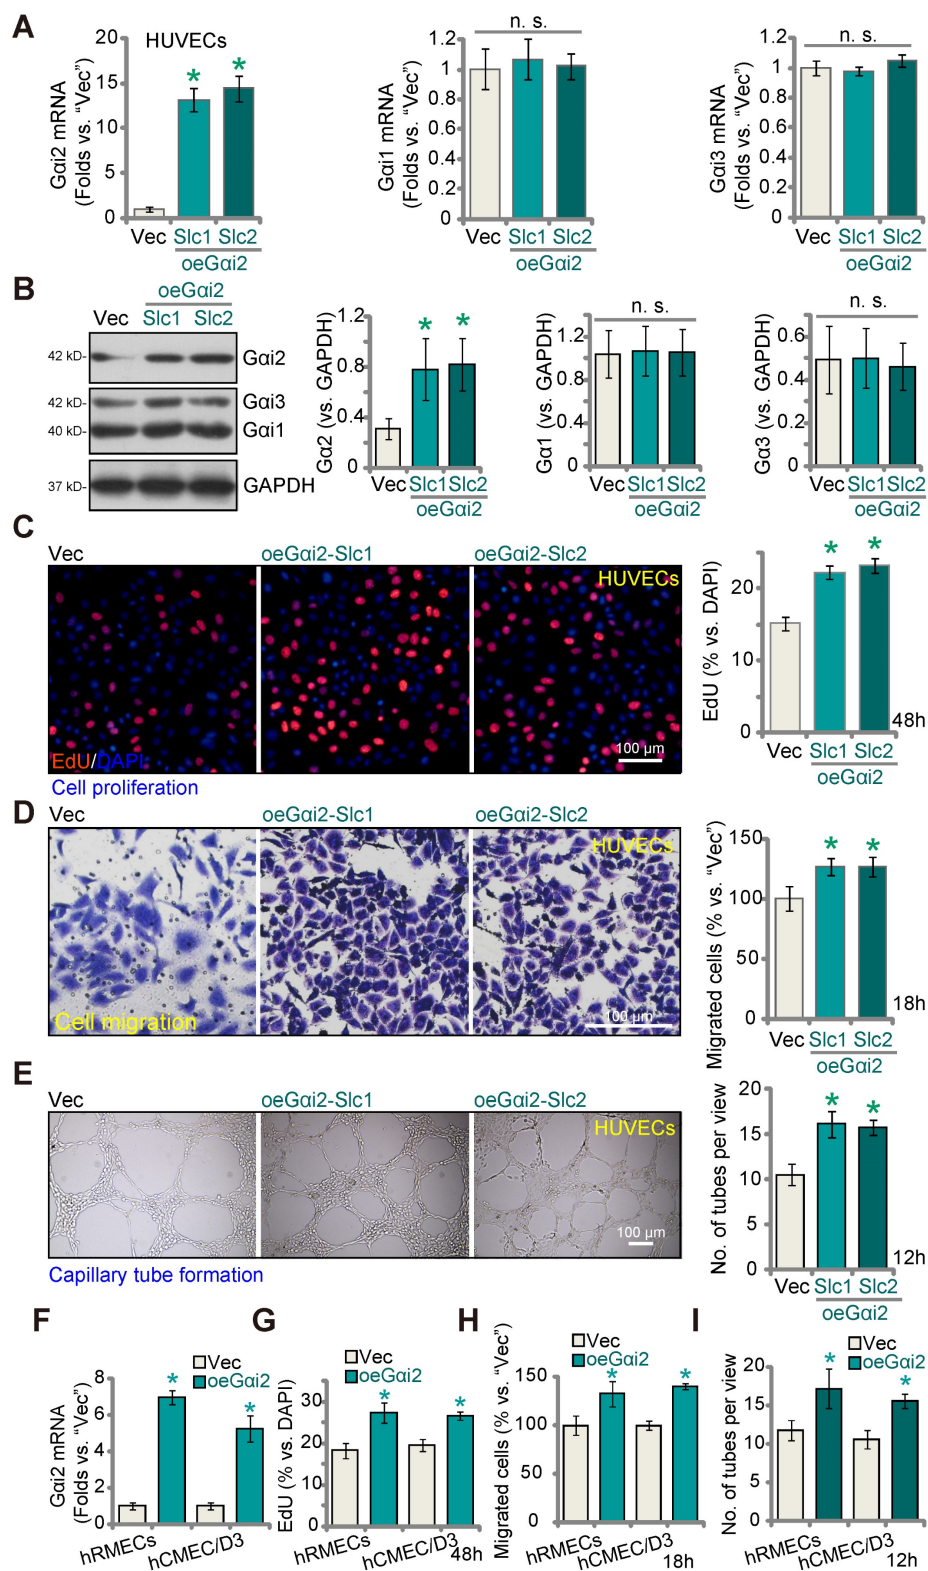 A
HUVECs
Gαi2 mRNA
(Folds vs. “Vec”)
20
15
10
5
0
*
*
Vec
Slc1 Slc2
oeGαi2
Gαi1 mRNA
(Folds vs. “Vec”)
1.2
1
0.8
0.6
0.4
0.2
0
n. s.
Vec Slc1 Slc2
oeGαi2
Gαi3 mRNA
(Folds vs. “Vec”)
1.2
1
0.8
0.6
0.4
0.2
0
n. s.
Vec Slc1 Slc2
oeGαi2
B
oeGαi2
Vec Slc1 Slc2
42 kD- Gαi2
42 kD- Gαi3
40 kD- Gαi1
37 kD- GAPDH
Gα2 (vs. GAPDH)
1.2
0.8
0.4
0
*
*
Vec Slc1 Slc2
oeGαi2
Gα1 (vs. GAPDH)
1.2
0.8
0.4
0
n. s.
Vec Slc1 Slc2
oeGαi2
Gα3 (vs. GAPDH)
0.6
0.4
0.2
0
n. s.
Vec Slc1 Slc2
oeGαi2
C
Vec oeGαi2-Slc1 oeGαi2-Slc2
HUVECs
EdU/DAPI
100 µm
Cell proliferation
EdU (% vs. DAPI)
20
10
0
*
*
48h
Vec Slc1 Slc2
oeGαi2
D
Vec oeGαi2-Slc1 oeGαi2-Slc2
HUVECs
Cell migration
100 µm
Migrated cells (% vs. “Vec”)
150
100
50
0
*
*
18h
Vec Slc1 Slc2
oeGαi2
E
Vec oeGαi2-Slc1 oeGαi2-Slc2
HUVECs
100 µm
Capillary tube formation
No. of tubes per view
20
15
10
5
0
*
*
12h
Vec Slc1 Slc2
oeGαi2
F
Vec
oeGαi2
Gαi2 mRNA
(Folds vs. “Vec”)
8
6
4
2
0
*
*
hRMECs
hCMEC/D3
G
Vec
oeGαi2
EdU (% vs. DAPI)
30
20
10
0
*
*
hRMECs
hCMEC/D3
48h
H
Vec
oeGαi2
Migrated cells (% vs. “Vec”)
150
100
50
0
*
*
hRMECs
hCMEC/D3
18h
I
Vec
oeGαi2
No. of tubes per view
20
15
10
5
0
*
*
hRMECs
hCMEC/D3
12h